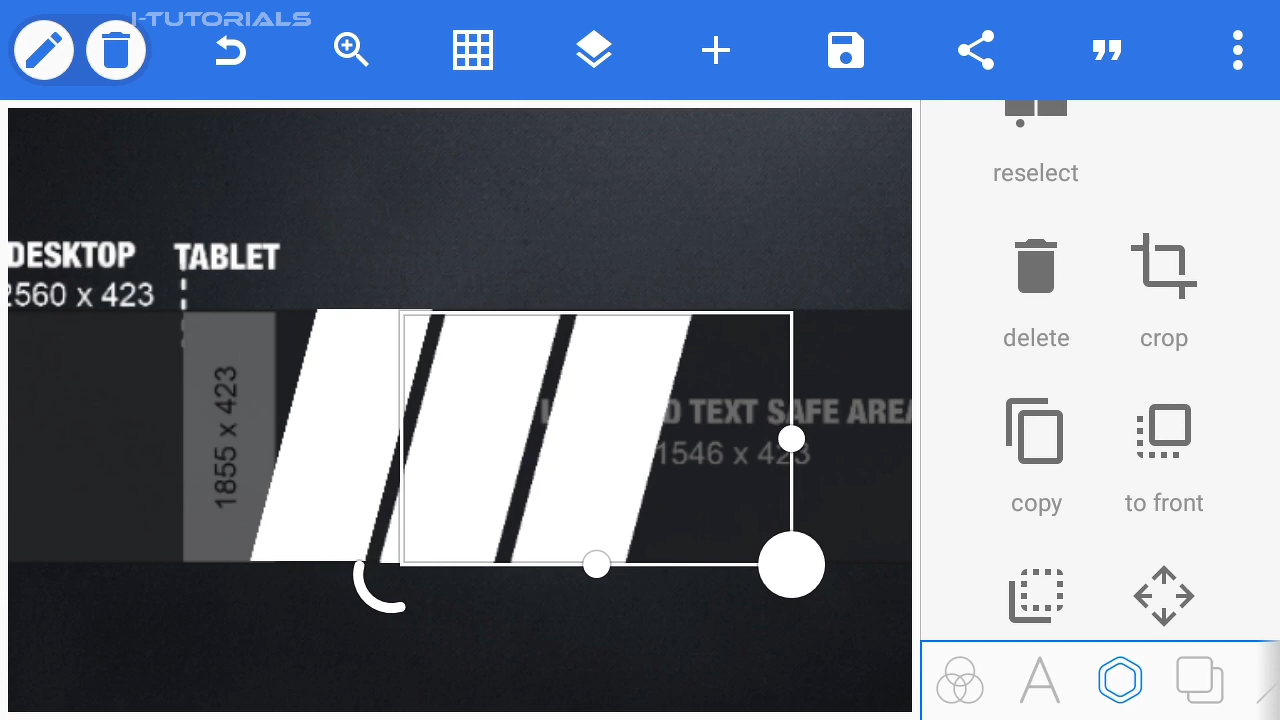 I-TUTORIALS
reselect
DESKTOP TABLET
2560 x 423
delete crop
1855 x 423
D TEXT SAFE AREA
1546 x 423
copy to front